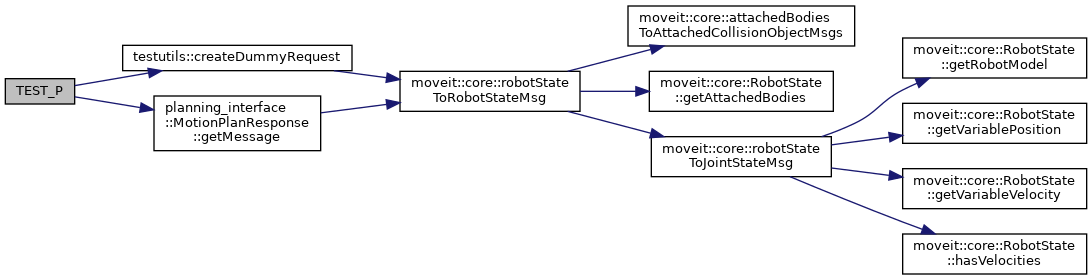 TEST_P
testutils::createDummyRequest
planning_interface
::MotionPlanResponse
::getMessage
moveit::core::robotState
ToRobotStateMsg
moveit::core::attachedBodies
ToAttachedCollisionObjectMsgs
moveit::core::RobotState
::getAttachedBodies
moveit::core::robotState
ToJointStateMsg
moveit::core::RobotState
::getRobotModel
moveit::core::RobotState
::getVariablePosition
moveit::core::RobotState
::getVariableVelocity
moveit::core::RobotState
::hasVelocities